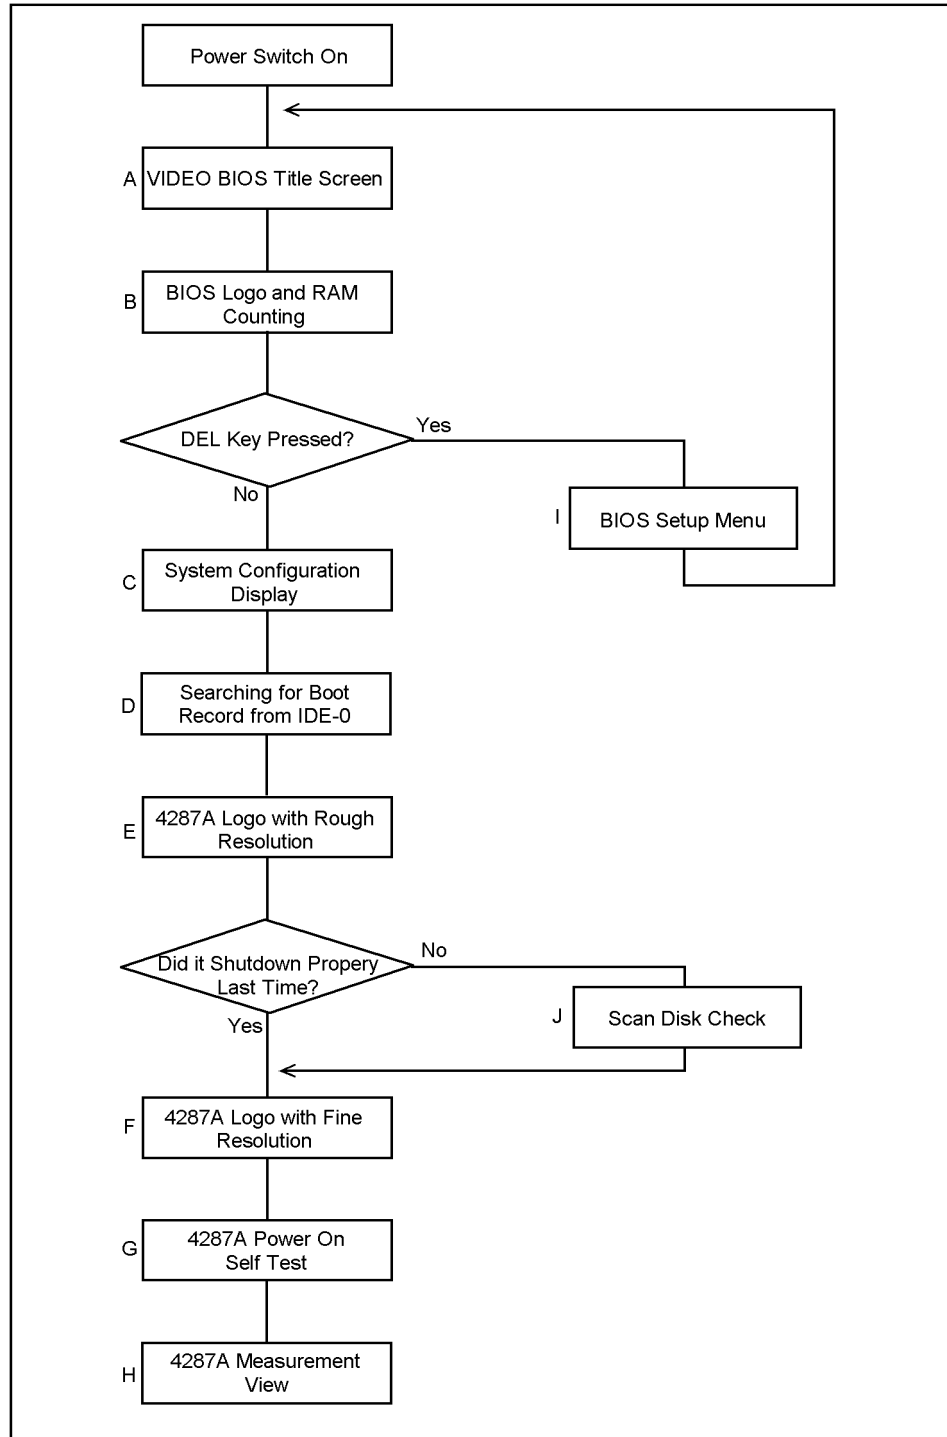 Power Switch On
A
VIDEO BIOS Title Screen
B
BIOS Logo and RAM
Counting
DEL Key Pressed?
Yes
No
I
BIOS Setup Menu
C
System Configuration
Display
D
Searching for Boot
Record from IDE-0
E
4287A Logo with Rough
Resolution
Did it Shutdown Propery
Last Time?
No
Yes
J
Scan Disk Check
F
4287A Logo with Fine
Resolution
G
4287A Power On
Self Test
H
4287A Measurement
View